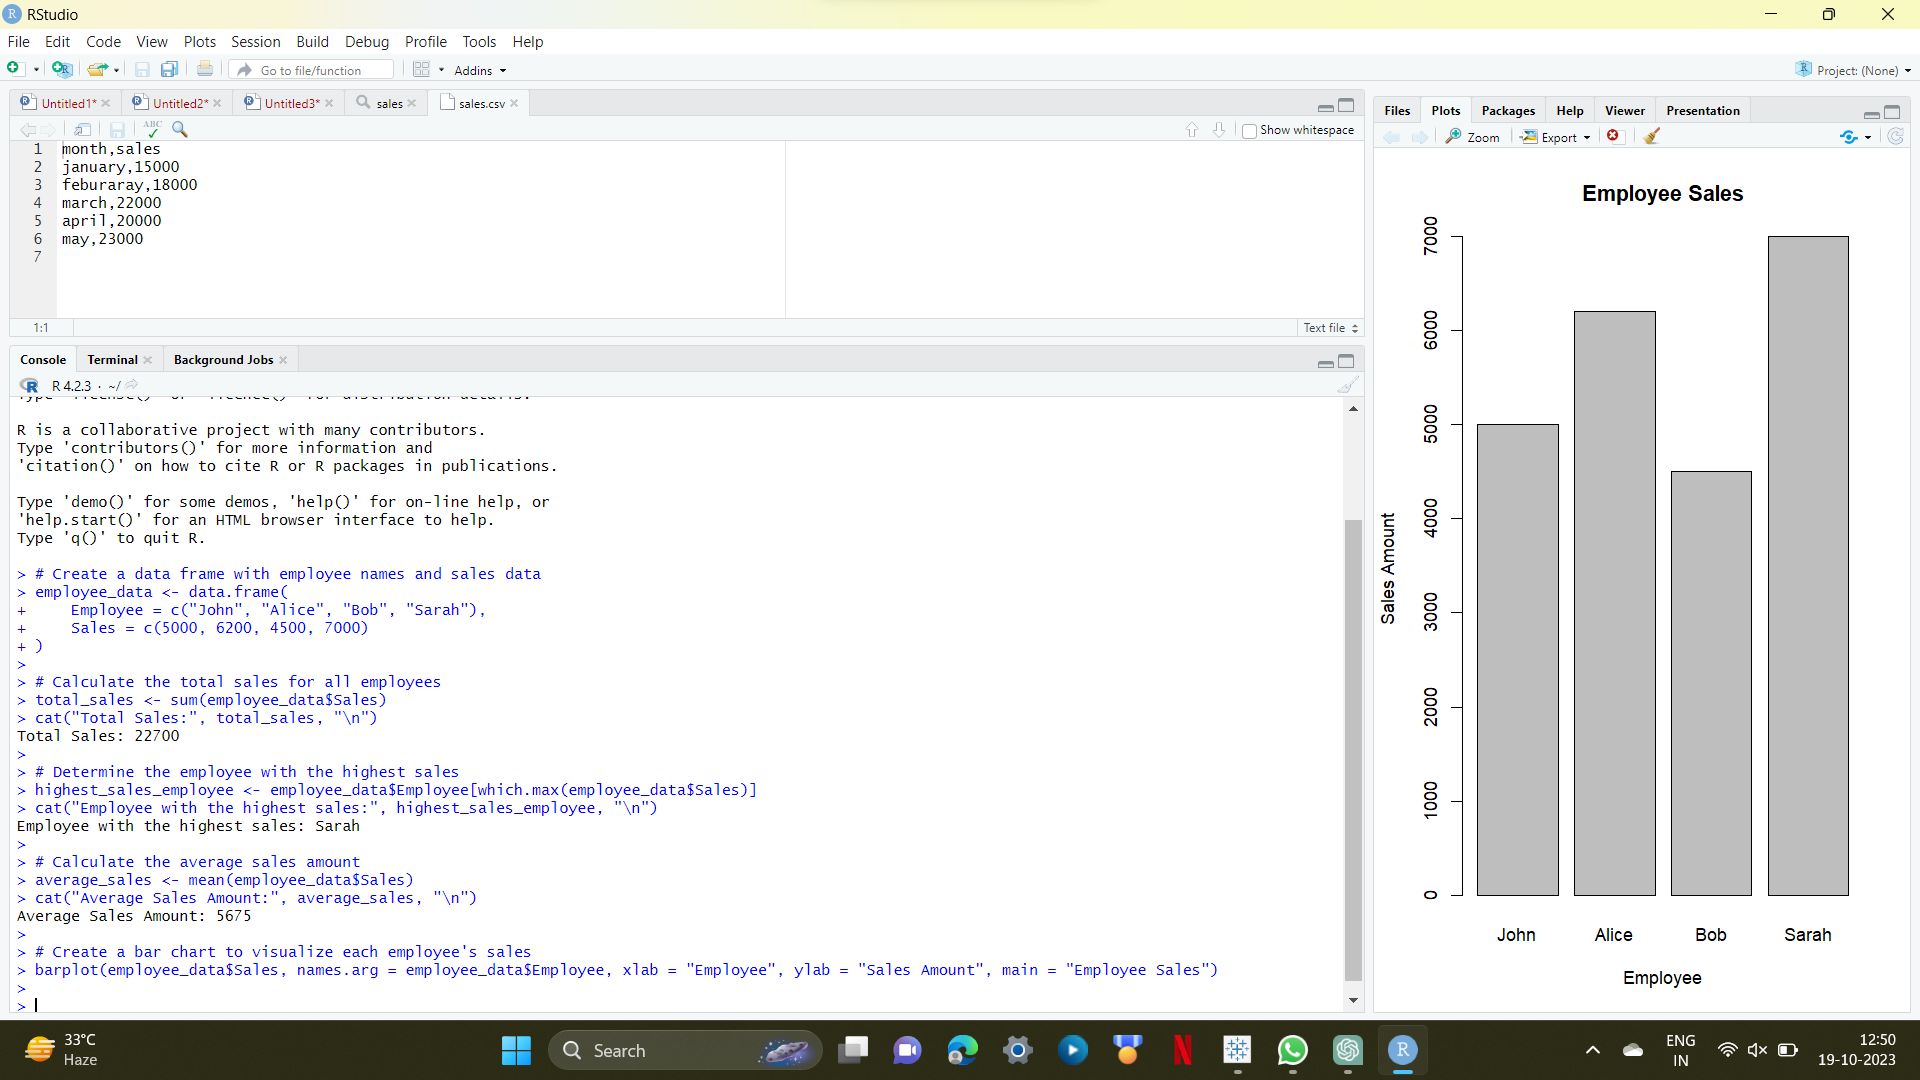 RStudio
File Edit Code View Plots Session Build Debug Profile Tools Help
Go to file/function Addins Project: (None)
Untitled1* Untitled2* Untitled3* sales sales.csv
ABC Show whitespace
1 month,sales
2 january,15000
3 feburaray,18000
4 march,22000
5 april,20000
6 may,23000
7
1:1 Text file
Console Terminal Background Jobs
R 4.2.3 · ~/
R is a collaborative project with many contributors.
Type 'contributors()' for more information and
'citation()' on how to cite R or R packages in publications.
Type 'demo()' for some demos, 'help()' for on-line help, or
'help.start()' for an HTML browser interface to help.
Type 'q()' to quit R.
> # Create a data frame with employee names and sales data
> employee_data <- data.frame(
+     Employee = c("John", "Alice", "Bob", "Sarah"),
+     Sales = c(5000, 6200, 4500, 7000)
+ )
>
> # Calculate the total sales for all employees
> total_sales <- sum(employee_data$Sales)
> cat("Total Sales:", total_sales, "\n")
Total Sales: 22700
>
> # Determine the employee with the highest sales
> highest_sales_employee <- employee_data$Employee[which.max(employee_data$Sales)]
> cat("Employee with the highest sales:", highest_sales_employee, "\n")
Employee with the highest sales: Sarah
>
> # Calculate the average sales amount
> average_sales <- mean(employee_data$Sales)
> cat("Average Sales Amount:", average_sales, "\n")
Average Sales Amount: 5675
>
> # Create a bar chart to visualize each employee's sales
> barplot(employee_data$Sales, names.arg = employee_data$Employee, xlab = "Employee", ylab = "Sales Amount", main = "Employee Sales")
>
>
Files Plots Packages Help Viewer Presentation
Zoom Export
Employee Sales
7000
6000
5000
4000
3000
2000
1000
0
Sales Amount
John Alice Bob Sarah
Employee
33°C
Haze
Search
ENG
IN
12:50
19-10-2023